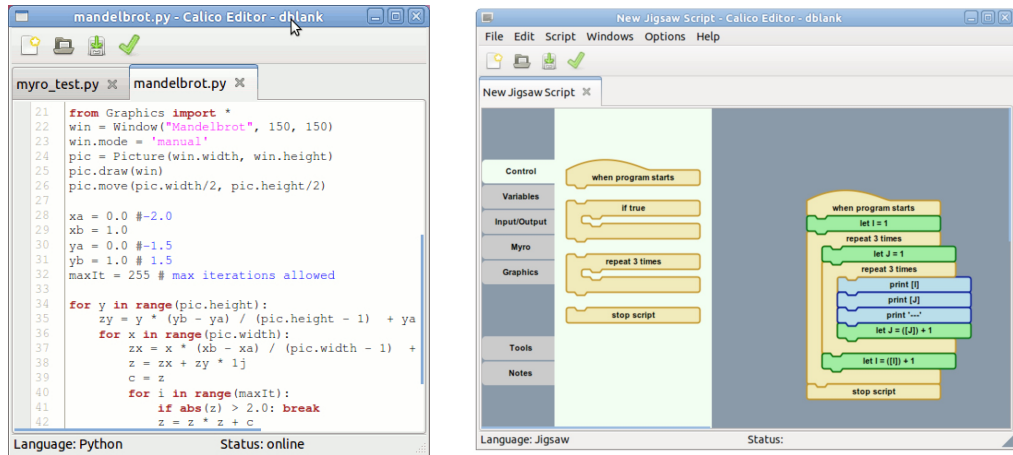 mandelbrot.py - Calico Editor - dblank
myro_test.py
mandelbrot.py
21 from Graphics import *
22 win = Window("Mandelbrot", 150, 150)
23 win.mode = 'manual'
24 pic = Picture(win.width, win.height)
25 pic.draw(win)
26 pic.move(pic.width/2, pic.height/2)
27
28 xa = 0.0 #-2.0
29 xb = 1.0
30 ya = 0.0 #-1.5
31 yb = 1.0 # 1.5
32 maxIt = 255 # max iterations allowed
33
34 for y in range(pic.height):
35 zy = y * (yb - ya) / (pic.height - 1) + ya
36 for x in range(pic.width):
37 zx = x * (xb - xa) / (pic.width - 1) +
38 z = zx + zy * 1j
39 c = z
40 for i in range(maxIt):
41 if abs(z) > 2.0: break
42 z = z * z + c
Language: Python Status: online
New Jigsaw Script - Calico Editor - dblank
File Edit Script Windows Options Help
New Jigsaw Script
Control
Variables
Input/Output
Myro
Graphics
Tools
Notes
when program starts
if true
repeat 3 times
stop script
when program starts
let I = 1
repeat 3 times
let J = 1
repeat 3 times
print [I]
print [J]
print '---'
let J = ([J]) + 1
let I = ([I]) + 1
stop script
Language: Jigsaw Status: